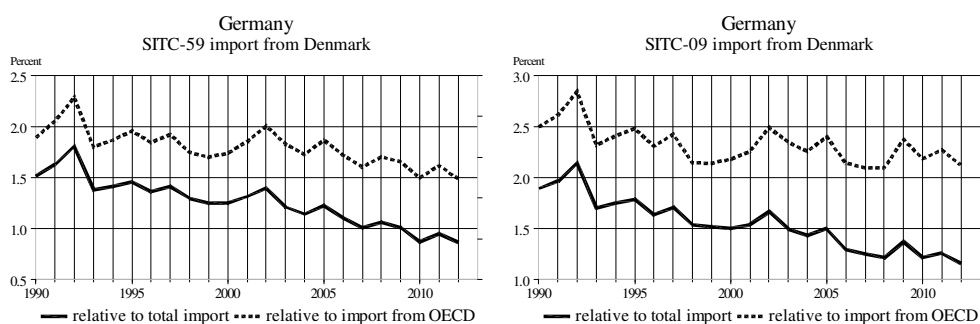 Germany
SITC-59 import from Denmark
Percent
2.5
2.0
1.5
1.0
0.5
1990 1995 2000 2005 2010
relative to total import relative to import from OECD
Germany
SITC-09 import from Denmark
Percent
3.0
2.5
2.0
1.5
1.0
1990 1995 2000 2005 2010
relative to total import relative to import from OECD